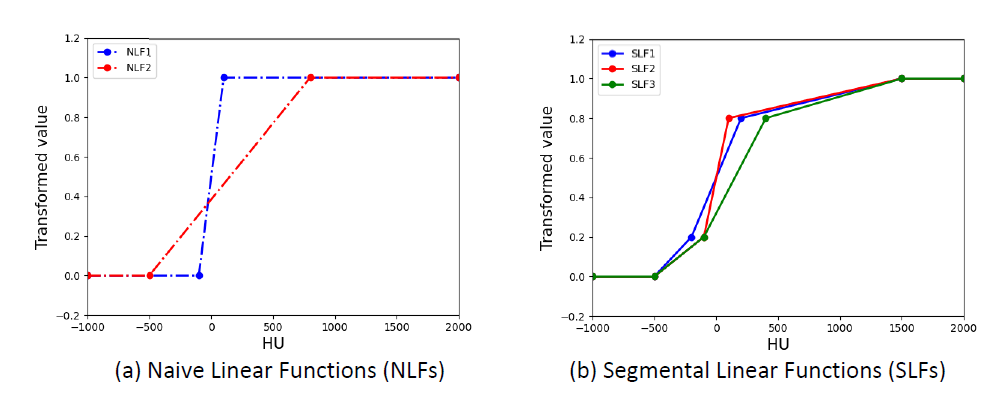 1.2
1.0
0.8
0.6
0.4
0.2
0.0
−0.2
−1000 −500 0 500 1000 1500 2000
Transformed value
HU
NLF1
NLF2
(a) Naive Linear Functions (NLFs)
1.2
1.0
0.8
0.6
0.4
0.2
0.0
−0.2
−1000 −500 0 500 1000 1500 2000
Transformed value
HU
SLF1
SLF2
SLF3
(b) Segmental Linear Functions (SLFs)